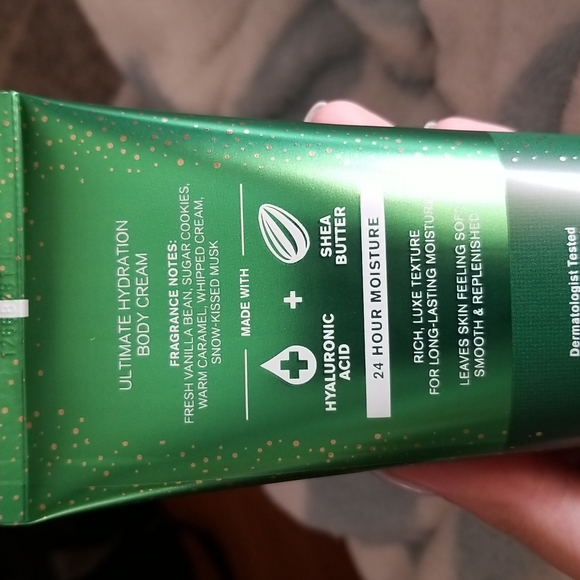 ULTIMATE HYDRATION
BODY CREAM
FRAGRANCE NOTES:
FRESH VANILLA BEAN, SUGAR COOKIES,
WARM CARAMEL, WHIPPED CREAM,
SNOW-KISSED MUSK
MADE WITH
HYALURONIC
ACID
+
SHEA
BUTTER
24 HOUR MOISTURE
RICH, LUXE TEXTURE
FOR LONG-LASTING MOISTURE
LEAVES SKIN FEELING SOFT
SMOOTH & REPLENISHED
Dermatologist Tested